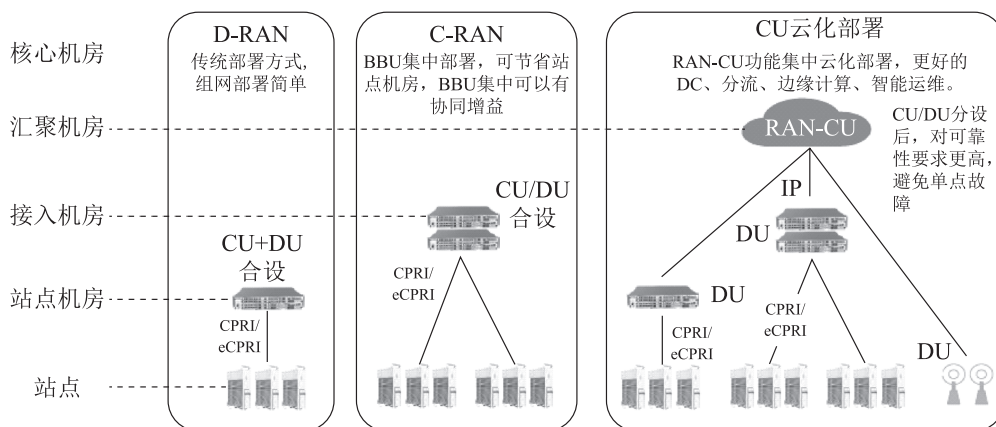 核心机房
汇聚机房
接入机房
站点机房
站点
D-RAN
传统部署方式,
组网部署简单
CU+DU
合设
CPRI/
eCPRI
C-RAN
BBU集中部署，可节省站
点机房，BBU集中可以有
协同增益
CU/DU
合设
CPRI/
eCPRI
CU云化部署
RAN-CU功能集中云化部署，更好的
DC、分流、边缘计算、智能运维。
RAN-CU
CU/DU分设
后，对可靠
性要求更高，
避免单点故
障
IP
DU
DU
CPRI/
eCPRI
CPRI/
eCPRI
DU